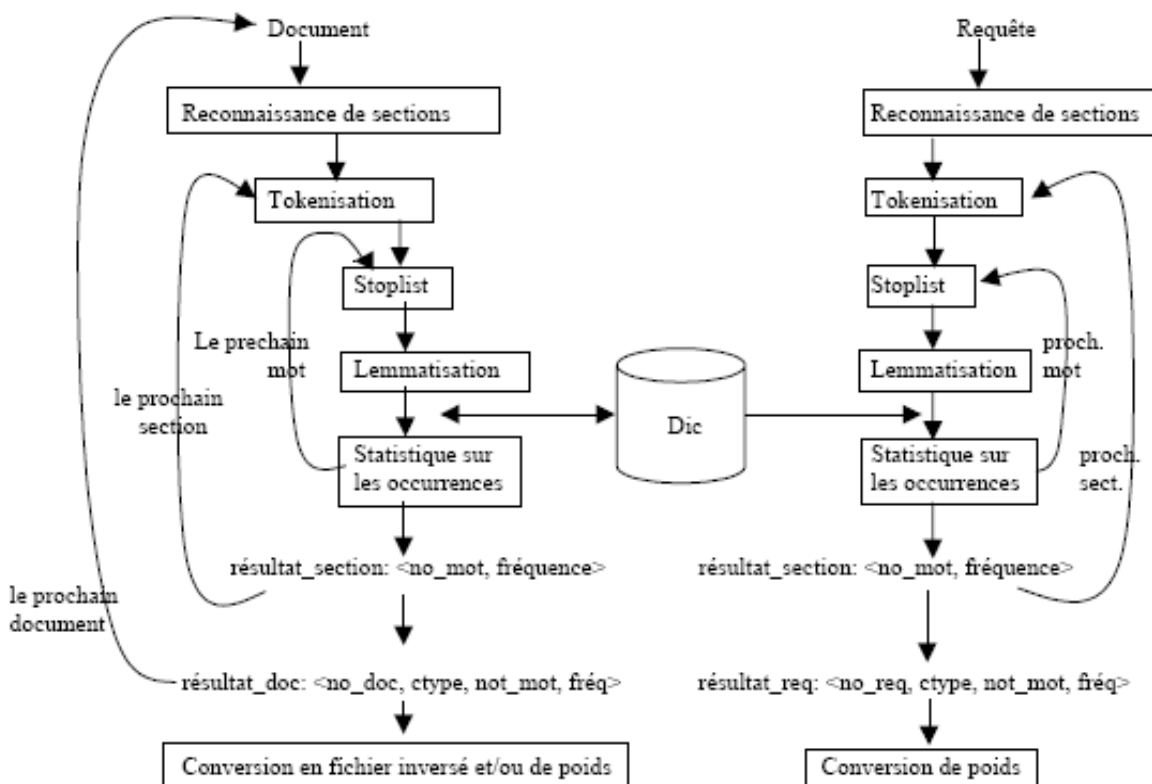 Document
Reconnaissance de sections
Tokenisation
Stoplist
Le prechain
mot
Lemmatisation
le prochain
section
Statistique sur
les occurrences
résultat_section: <no_mot, fréquence>
le prochain
document
résultat_doc: <no_doc, ctype, not_mot, fréq>
Conversion en fichier inversé et/ou de poids
Dic
Requête
Reconnaissance de sections
Tokenisation
Stoplist
proch.
mot
Lemmatisation
Statistique sur
les occurrences
proch.
sect.
résultat_section: <no_mot, fréquence>
résultat_req: <no_req, ctype, not_mot, fréq>
Conversion de poids